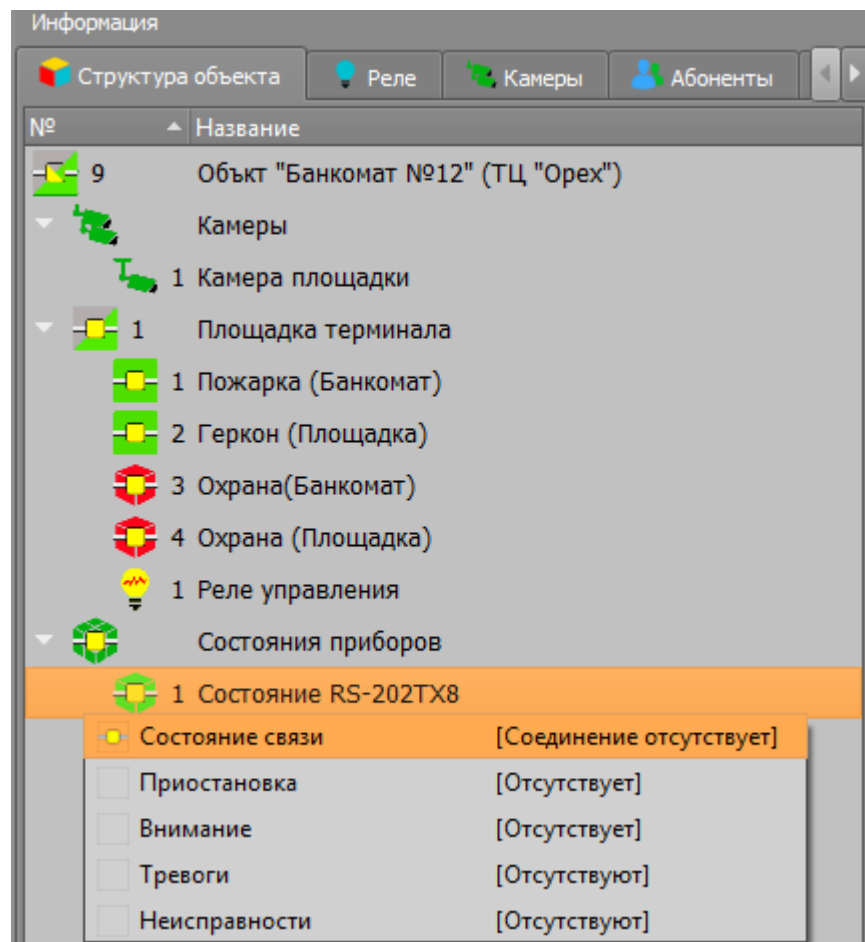 Информация
Структура объекта Реле Камеры Абоненты
№ Название
9 Объкт "Банкомат №12" (ТЦ "Орех")
Камеры
1 Камера площадки
1 Площадка терминала
1 Пожарка (Банкомат)
2 Геркон (Площадка)
3 Охрана(Банкомат)
4 Охрана (Площадка)
1 Реле управления
Состояния приборов
1 Состояние RS-202TX8
Состояние связи [Соединение отсутствует]
Приостановка [Отсутствует]
Внимание [Отсутствует]
Тревоги [Отсутствуют]
Неисправности [Отсутствуют]